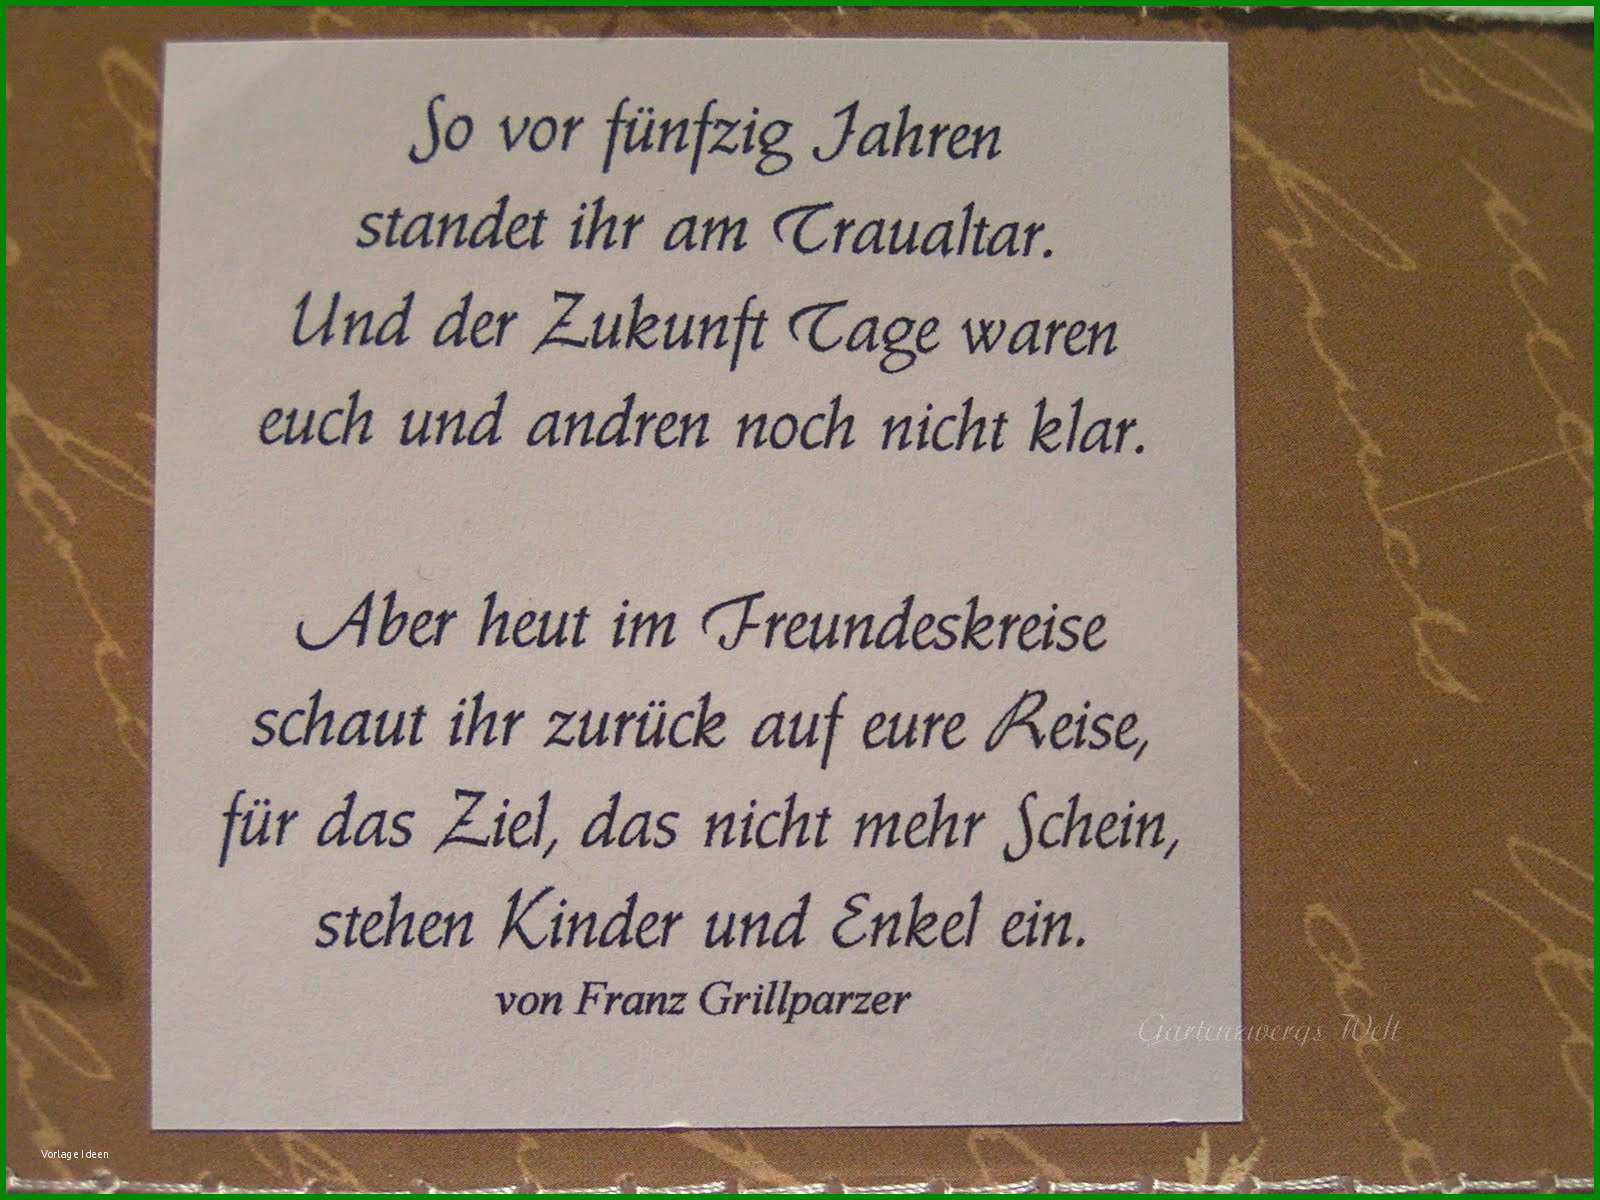 So vor fünfzig Jahren
standet ihr am Traualtar.
Und der Zukunft Tage waren
euch und andren noch nicht klar.
Aber heut im Freundeskreise
schaut ihr zurück auf eure Reise,
für das Ziel, das nicht mehr Schein,
stehen Kinder und Enkel ein.
von Franz Grillparzer
Gartenzwergs Welt
Vorlage Ideen